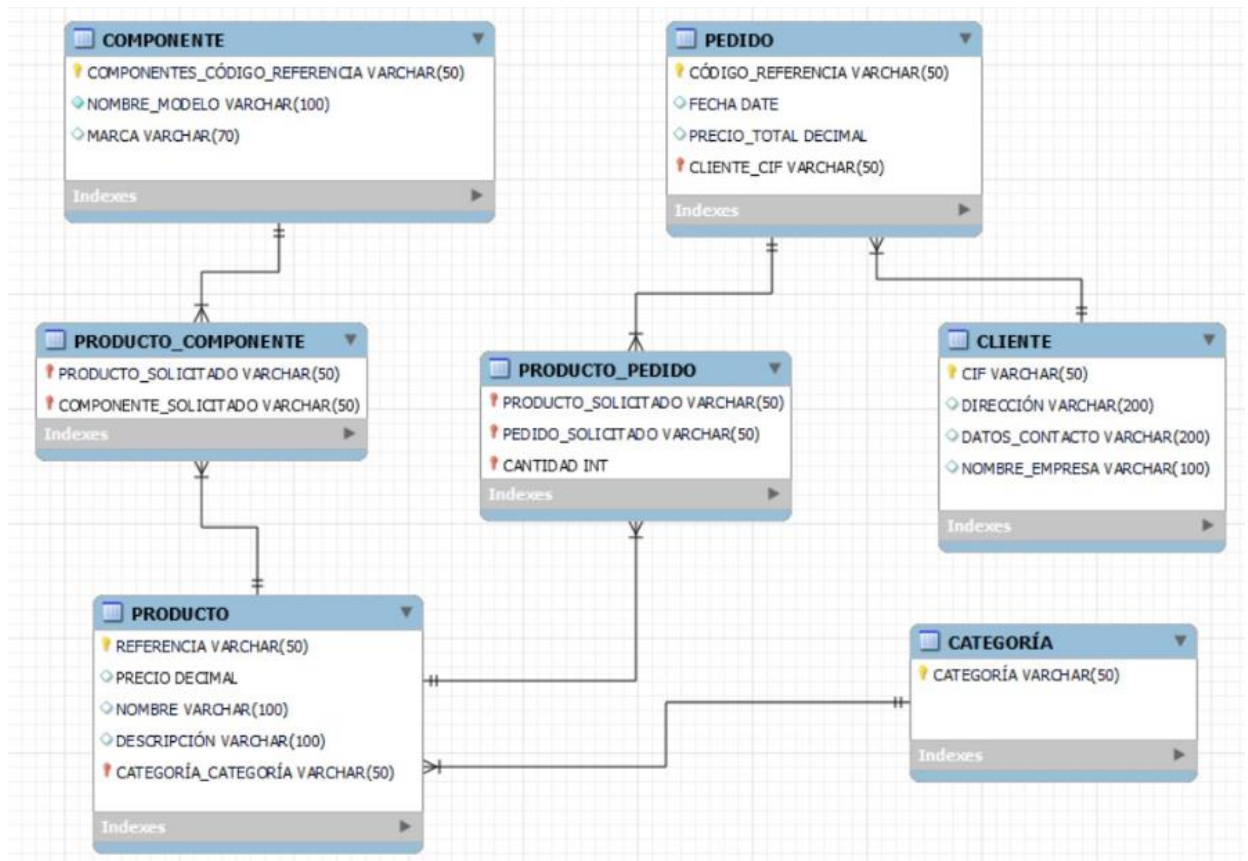 COMPONENTE
COMPONENTES_CÓDIGO_REFERENCIA VARCHAR(50)
NOMBRE_MODELO VARCHAR(100)
MARCA VARCHAR(70)
Indexes
PEDIDO
CÓDIGO_REFERENCIA VARCHAR(50)
FECHA DATE
PRECIO_TOTAL DECIMAL
CLIENTE_CIF VARCHAR(50)
Indexes
PRODUCTO_COMPONENTE
PRODUCTO_SOLICITADO VARCHAR(50)
COMPONENTE_SOLICITADO VARCHAR(50)
Indexes
PRODUCTO_PEDIDO
PRODUCTO_SOLICITADO VARCHAR(50)
PEDIDO_SOLICITADO VARCHAR(50)
CANTIDAD INT
Indexes
CLIENTE
CIF VARCHAR(50)
DIRECCIÓN VARCHAR(200)
DATOS_CONTACTO VARCHAR(200)
NOMBRE_EMPRESA VARCHAR(100)
Indexes
PRODUCTO
REFERENCIA VARCHAR(50)
PRECIO DECIMAL
NOMBRE VARCHAR(100)
DESCRIPCIÓN VARCHAR(100)
CATEGORÍA_CATEGORÍA VARCHAR(50)
Indexes
CATEGORÍA
CATEGORÍA VARCHAR(50)
Indexes